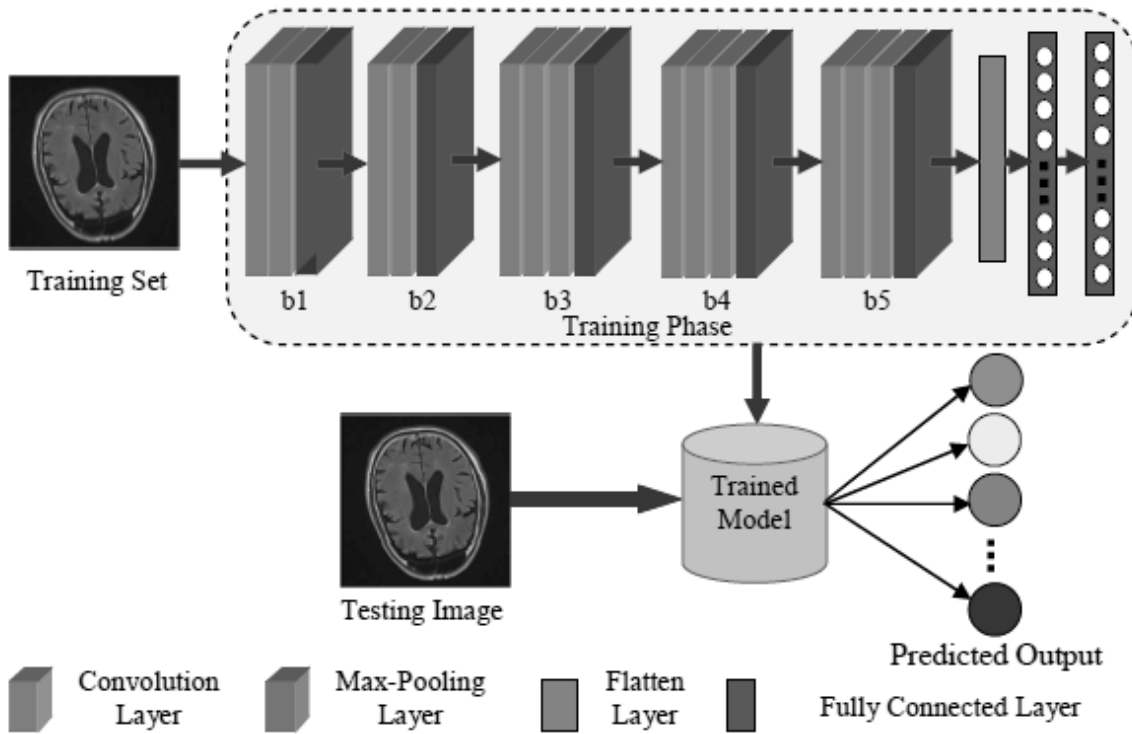 Training Set
b1
b2
b3
b4
b5
Training Phase
Trained
Model
Testing Image
Predicted Output
Convolution
Layer
Max-Pooling
Layer
Flatten
Layer
Fully Connected Layer